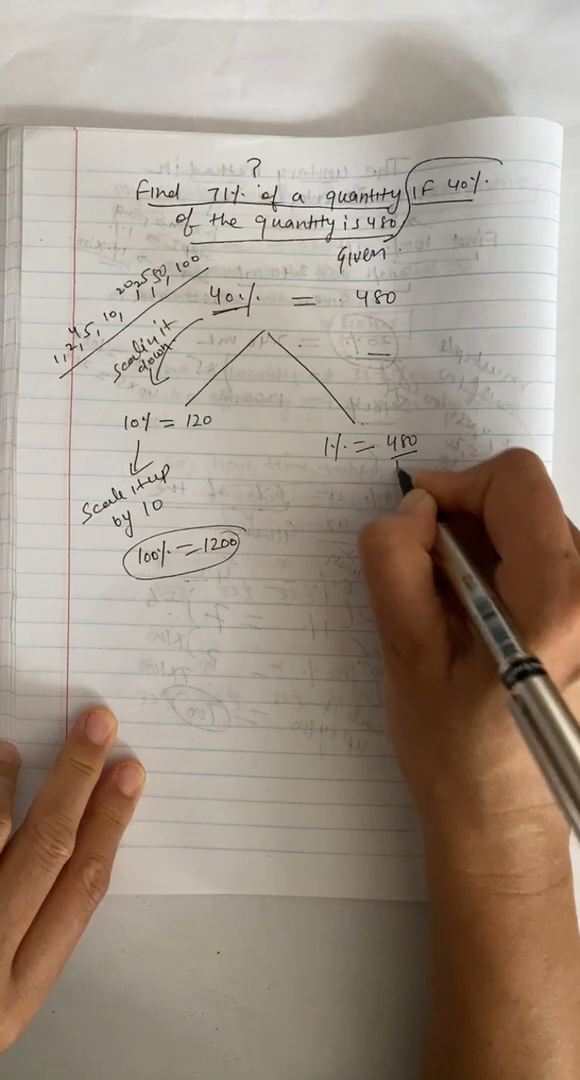 ?
Find 71% of a quantity IF 40%
of the quantity is 480
Given
1, 2, 4, 5, 10, 20, 25, 50, 100
40% = 480
Scalin it
down
10% = 120
1% = 480
Scale it up
by 10
100% = 1200